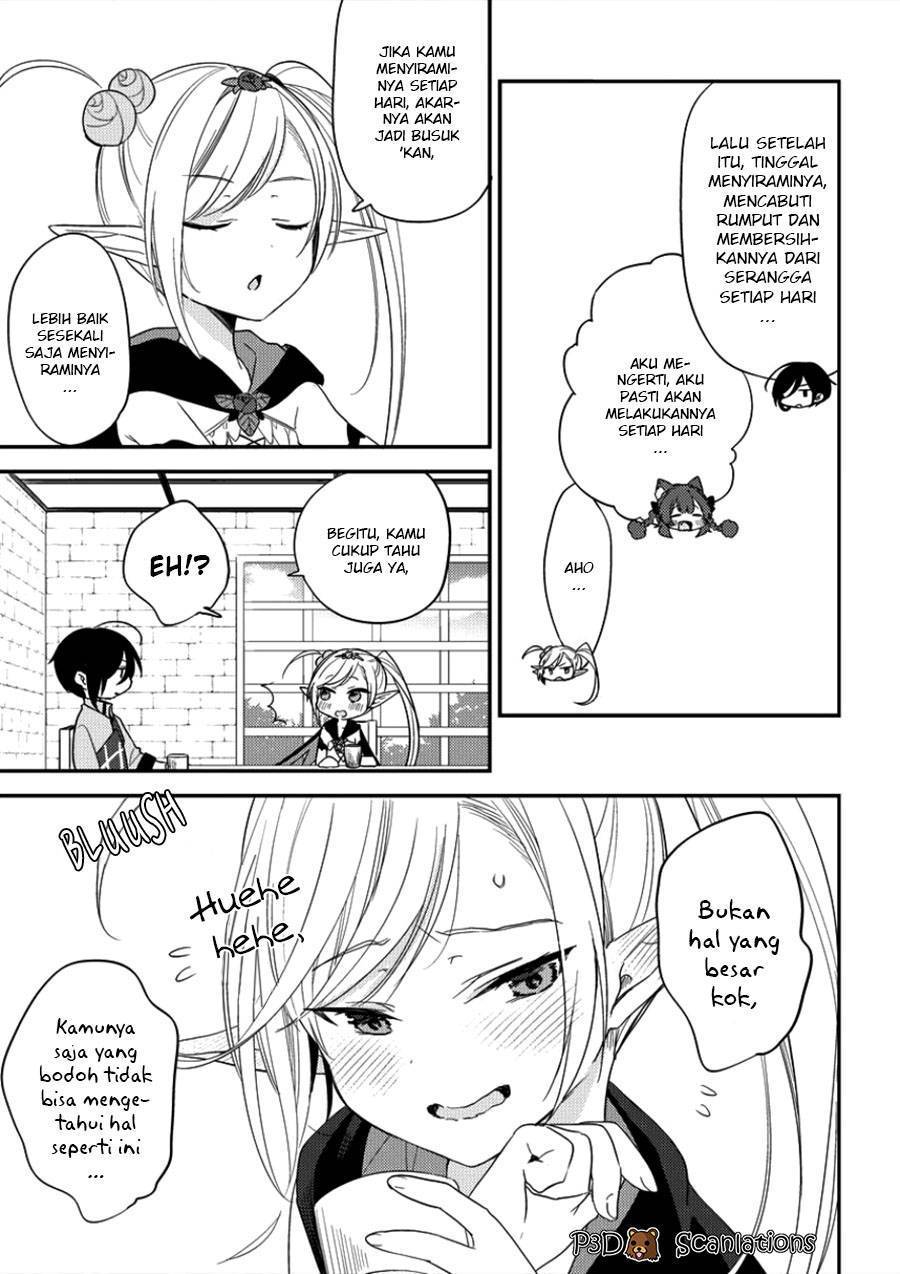 LALU SETELAH
ITU, TINGGAL
MENYIRAMINYA,
MENCABUTI
RUMPUT DAN
MEMBERSIH-
KANNYA DARI
SERANGGA
SETIAP HARI
...
AKU ME-
NGERTI, AKU
PASTI AKAN
MELAKUKANNYA
SETIAP HARI
...
AHO
...
JIKA KAMU
MENYIRAMI-
NYA SETIAP
HARI, AKAR-
NYA AKAN
JADI BUSUK
'KAN,
LEBIH BAIK
SESEKALI
SAJA MENYI-
RAMINYA
...
BEGITU, KAMU
CUKUP TAHU
JUGA YA,
EH!?
Bukan
hal yang
besar
kok,
BLUUSH
Huehe
hehe,
Kamunya
saja yang
bodoh tidak
bisa menge-
tahui hal
seperti ini
...
P3D Scanlations